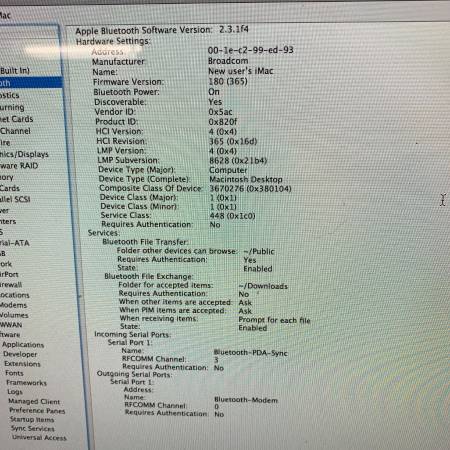 Mac
Apple Bluetooth Software Version: 2.3.1f4
Hardware Settings:
Address: 00-1e-c2-99-ed-93
Manufacturer: Broadcom
Name: New user's iMac
Firmware Version: 180 (365)
Bluetooth Power: On
Discoverable: Yes
Vendor ID: 0x5ac
Product ID: 0x820f
HCI Version: 4 (0x4)
HCI Revision: 365 (0x16d)
LMP Version: 4 (0x4)
LMP Subversion: 8628 (0x21b4)
Device Type (Major): Computer
Device Type (Complete): Macintosh Desktop
Composite Class Of Device: 3670276 (0x380104)
Device Class (Major): 1 (0x1)
Device Class (Minor): 1 (0x1)
Service Class: 448 (0x1c0)
Requires Authentication: No
Services:
Bluetooth File Transfer:
Folder other devices can browse: ~/Public
Requires Authentication: Yes
State: Enabled
Bluetooth File Exchange:
Folder for accepted items: ~/Downloads
Requires Authentication: No
When other items are accepted: Ask
When PIM items are accepted: Ask
When receiving items: Prompt for each file
State: Enabled
Incoming Serial Ports:
Serial Port 1:
Name: Bluetooth-PDA-Sync
RFCOMM Channel: 3
Requires Authentication: No
Outgoing Serial Ports:
Serial Port 1:
Address:
Name: Bluetooth-Modem
RFCOMM Channel: 0
Requires Authentication: No
Built In)
oth
ostics
urning
net Cards
Channel
ire
hics/Displays
ware RAID
ory
Cards
llel SCSI
er
nters
S
rial-ATA
B
ork
irPort
irewall
ocations
Modems
Volumes
WWAN
tware
Applications
Developer
Extensions
Fonts
Frameworks
Logs
Managed Client
Preference Panes
Startup Items
Sync Services
Universal Access